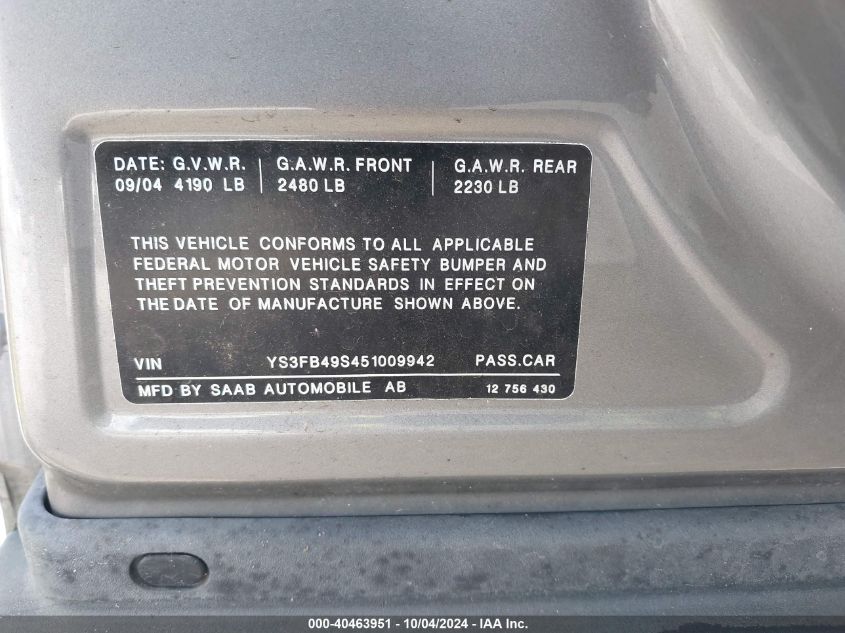 DATE: G.V.W.R. G.A.W.R. FRONT G.A.W.R. REAR
09/04 4190 LB 2480 LB 2230 LB
THIS VEHICLE CONFORMS TO ALL APPLICABLE
FEDERAL MOTOR VEHICLE SAFETY BUMPER AND
THEFT PREVENTION STANDARDS IN EFFECT ON
THE DATE OF MANUFACTURE SHOWN ABOVE.
VIN YS3FB49S451009942 PASS.CAR
MFD BY SAAB AUTOMOBILE AB 12 756 430
000-40463951 - 10/04/2024 - IAA Inc.